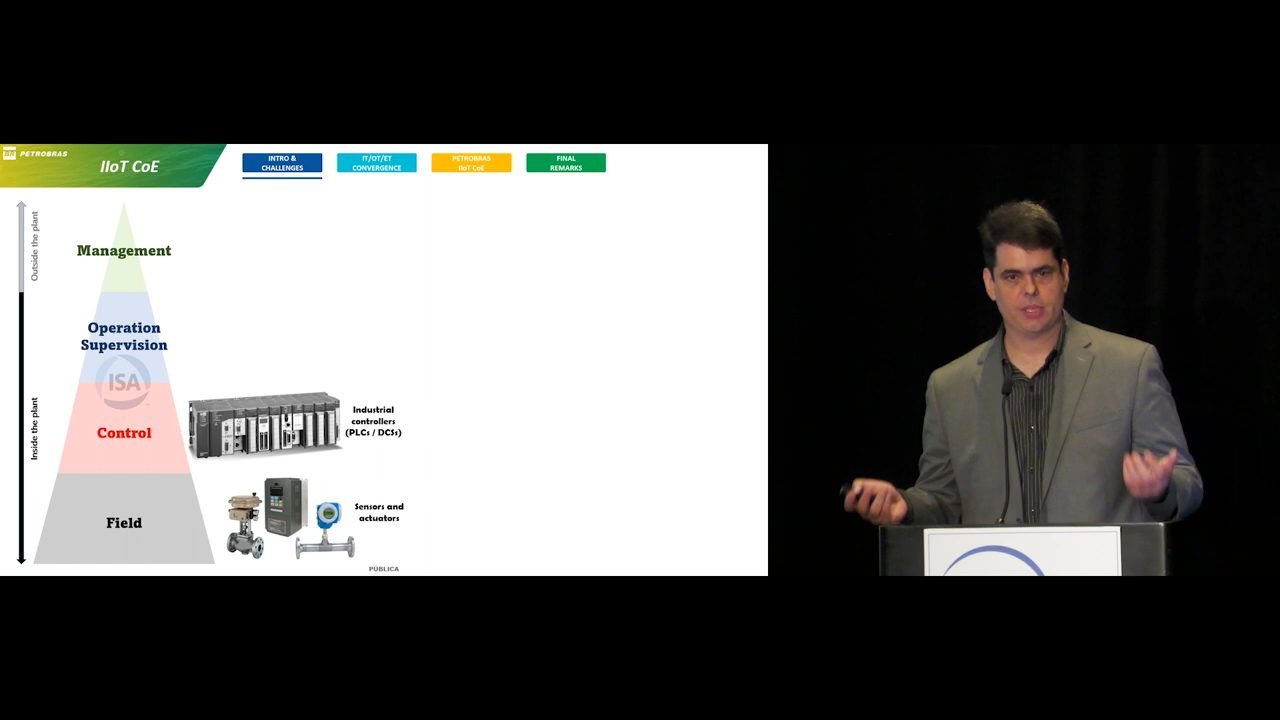 BR PETROBRAS
IIoT CoE
INTRO &
CHALLENGES
IT/OT/ET
CONVERGENCE
PETROBRAS
IIoT CoE
FINAL
REMARKS
Outside the plant
Inside the plant
Management
Operation
Supervision
ISA
Control
Field
Industrial
controllers
(PLCs / DCSs)
Sensors and
actuators
PÚBLICA